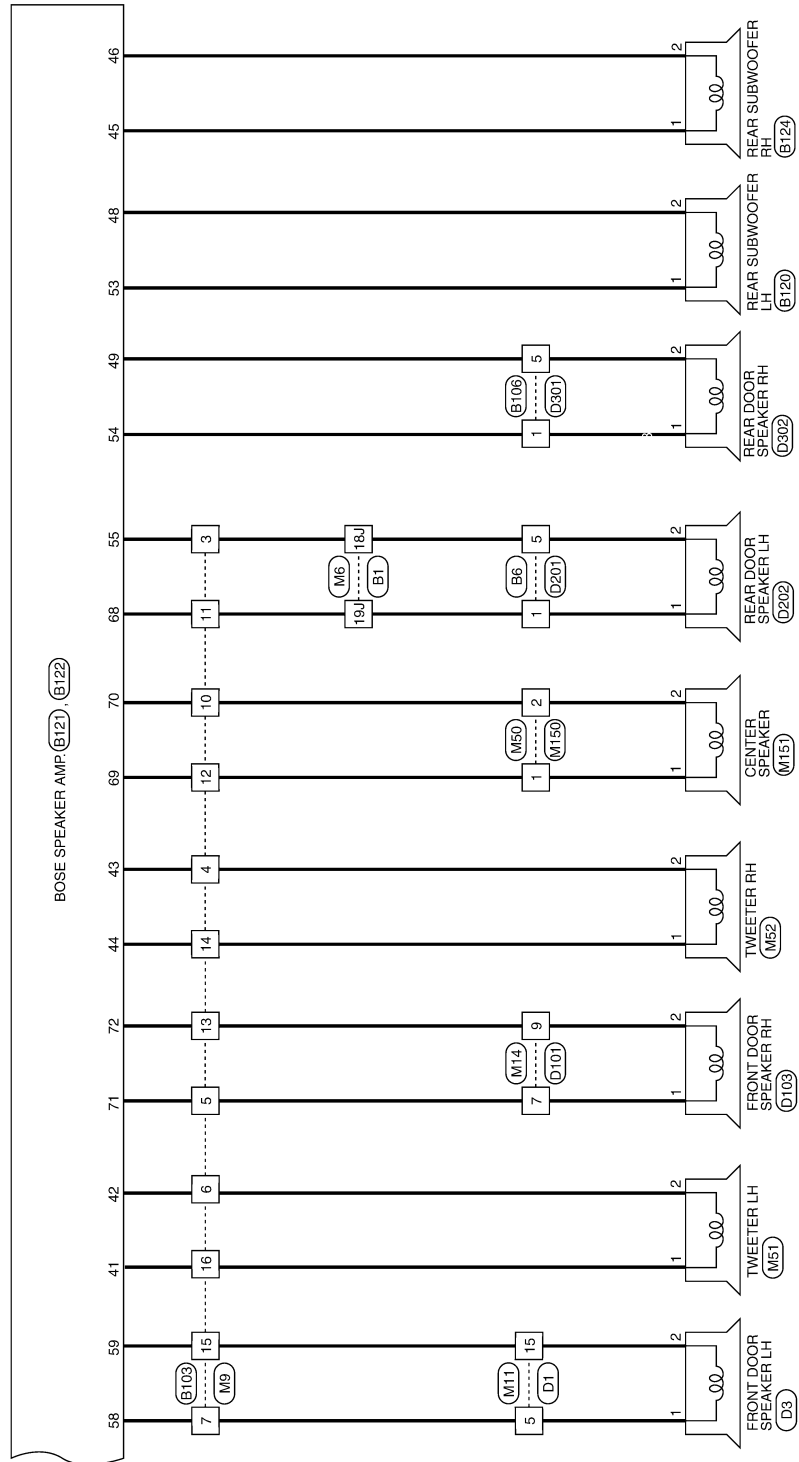 BOSE SPEAKER AMP. B121 , B122
58 59 41 42 71 72 44 43 69 70 68 55 54 49 53 48 45 46
B103
7 15 16 6 5 13 14 4 12 10 11 3
M9
M6
19J 18J
B1
M11
5 15
D1
M14
7 9
D101
M50
1 2
M150
B6
1 5
D201
B106
1 5
D301
1 2 1 2 1 2 1 2 1 2 1 2 1 2 1 2 1 2
FRONT DOOR
SPEAKER LH
D3
TWEETER LH
M51
FRONT DOOR
SPEAKER RH
D103
TWEETER RH
M52
CENTER
SPEAKER
M151
REAR DOOR
SPEAKER LH
D202
REAR DOOR
SPEAKER RH
D302
REAR SUBWOOFER
LH
B120
REAR SUBWOOFER
RH
B124